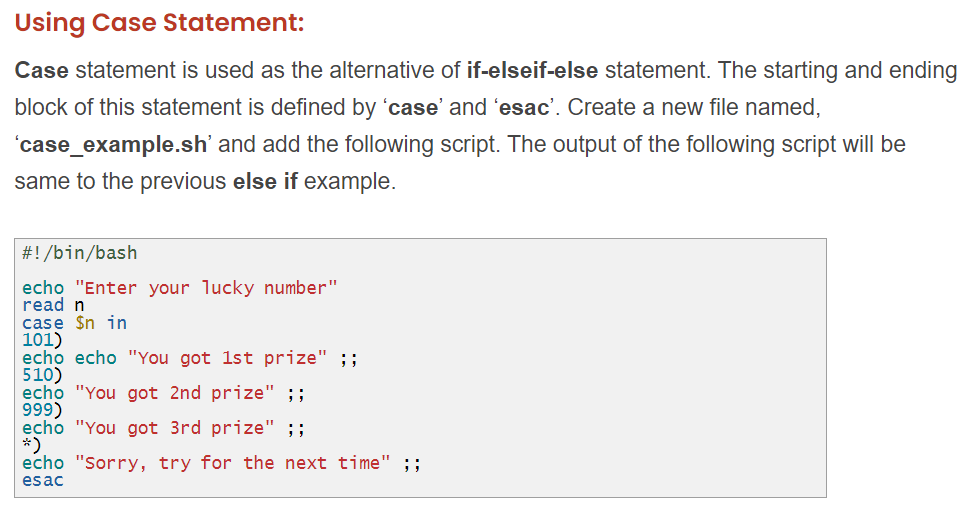 Using Case Statement:
Case statement is used as the alternative of if-elseif-else statement. The starting and ending
block of this statement is defined by ‘case’ and ‘esac’. Create a new file named,
‘case_example.sh’ and add the following script. The output of the following script will be
same to the previous else if example.
#!/bin/bash
echo "Enter your lucky number"
read n
case $n in
101)
echo echo "You got 1st prize" ;;
510)
echo "You got 2nd prize" ;;
999)
echo "You got 3rd prize" ;;
*)
echo "Sorry, try for the next time" ;;
esac